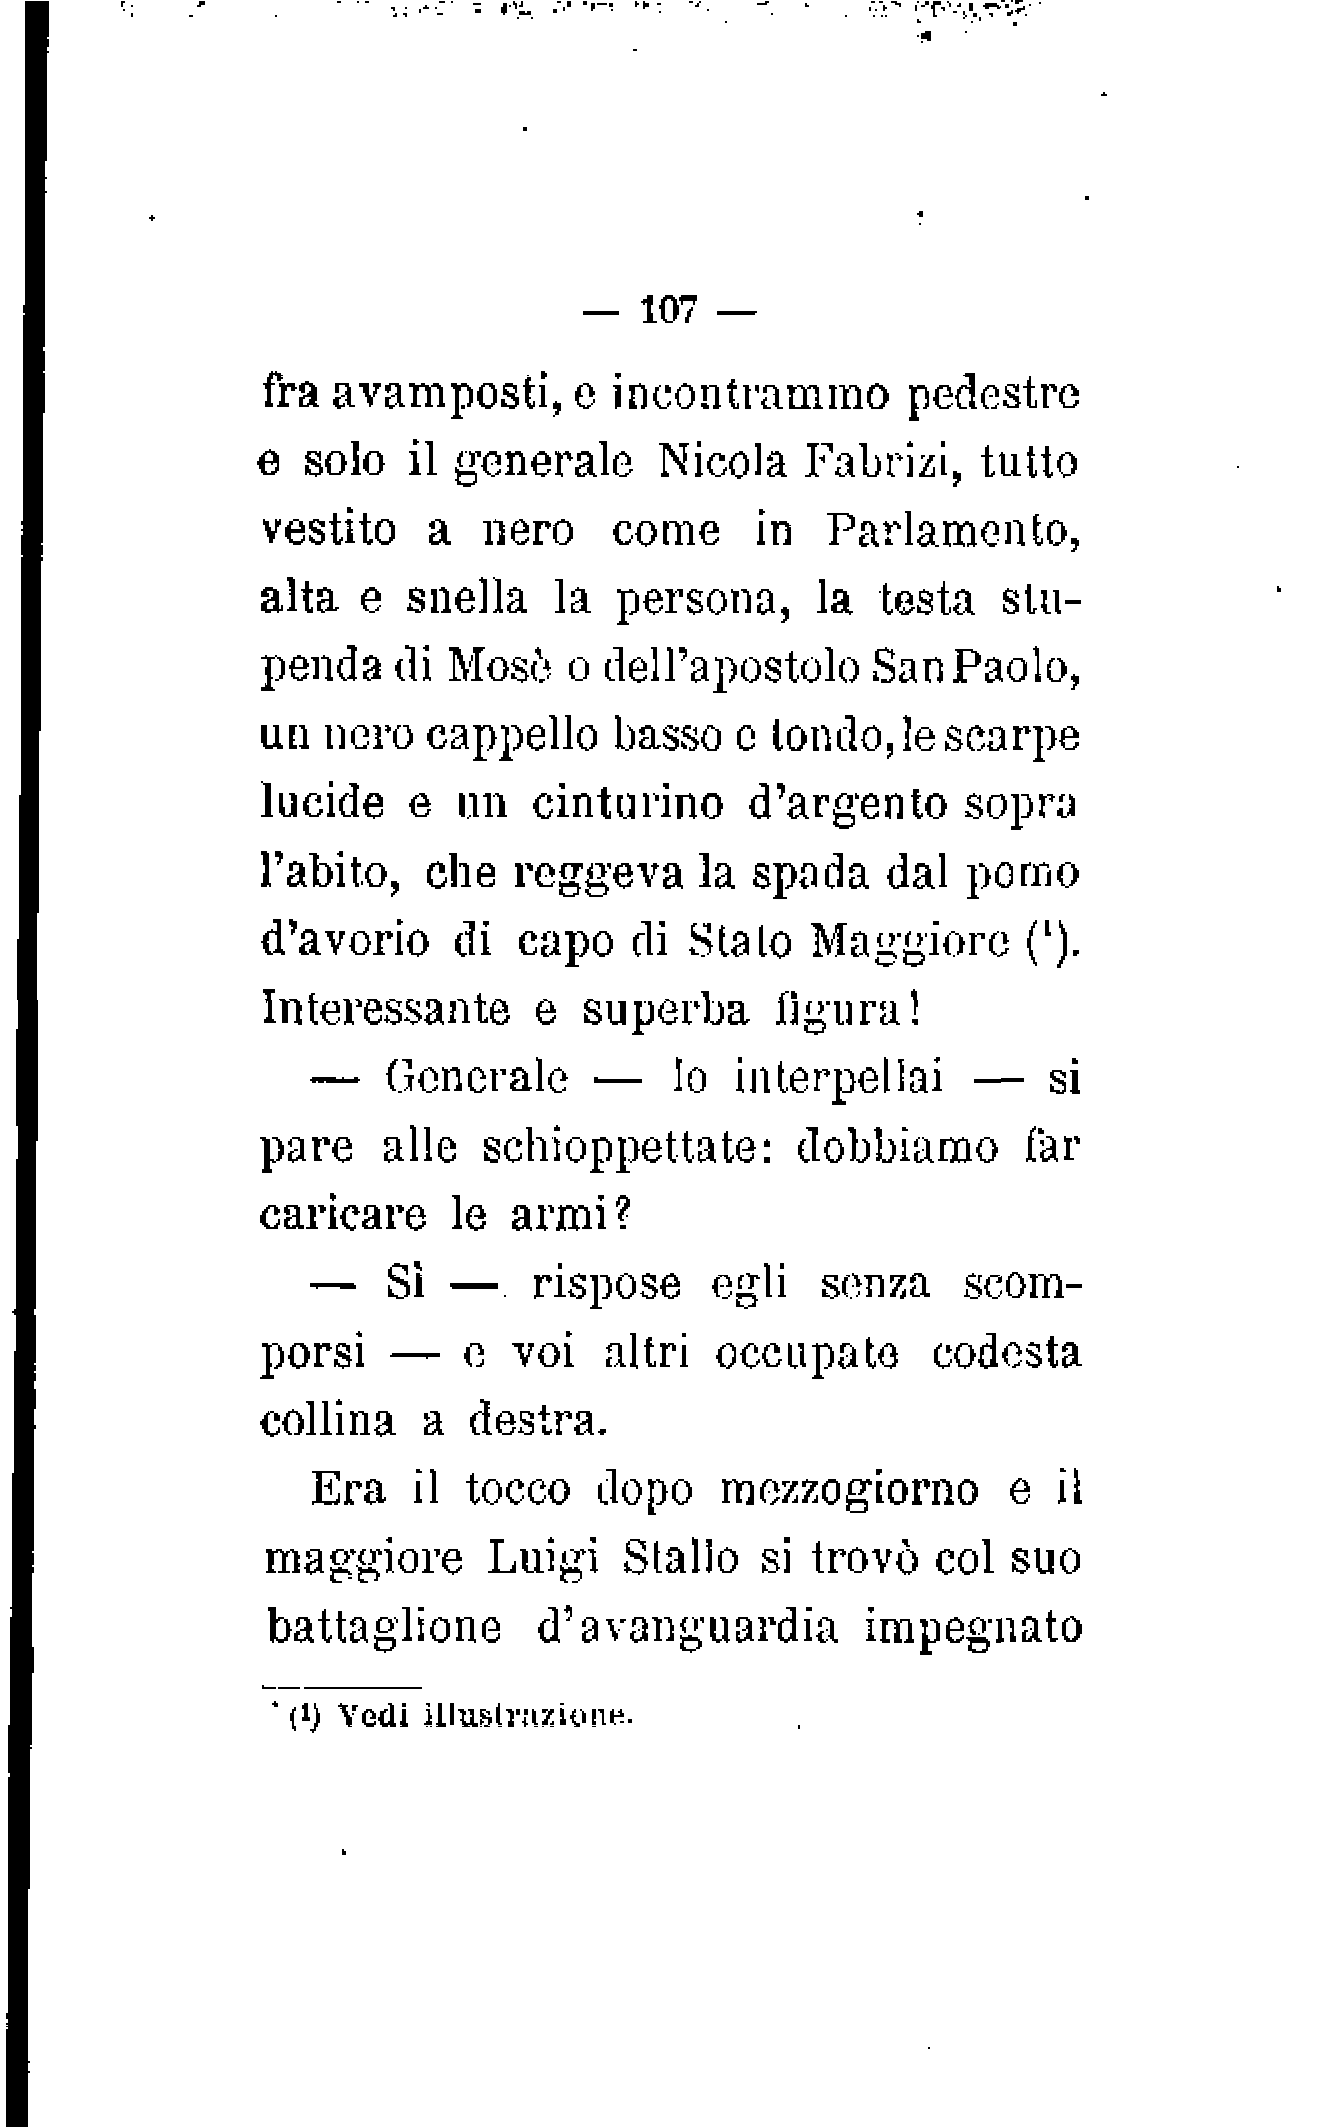 — 107 —
fra avamposti, e incontrammo pedestre
e solo il generale Nicola Fabrizi, tutto
vestito a nero come in Parlamento,
alta e snella la persona, la testa stu-
penda di Mosè o dell'apostolo San Paolo,
un nero cappello basso e tondo, le scarpe
lucide e un cinturino d'argento sopra
l'abito, che reggeva la spada dal pomo
d'avorio di capo di Stato Maggiore (¹).
Interessante e superba figura!
— Generale — lo interpellai — si
pare alle schioppettate: dobbiamo far
caricare le armi?
— Sì — rispose egli senza scom-
porsi — e voi altri occupate codesta
collina a destra.
Era il tocco dopo mezzogiorno e il
maggiore Luigi Stallo si trovò col suo
battaglione d'avanguardia impegnato
(¹) Vedi illustrazione.